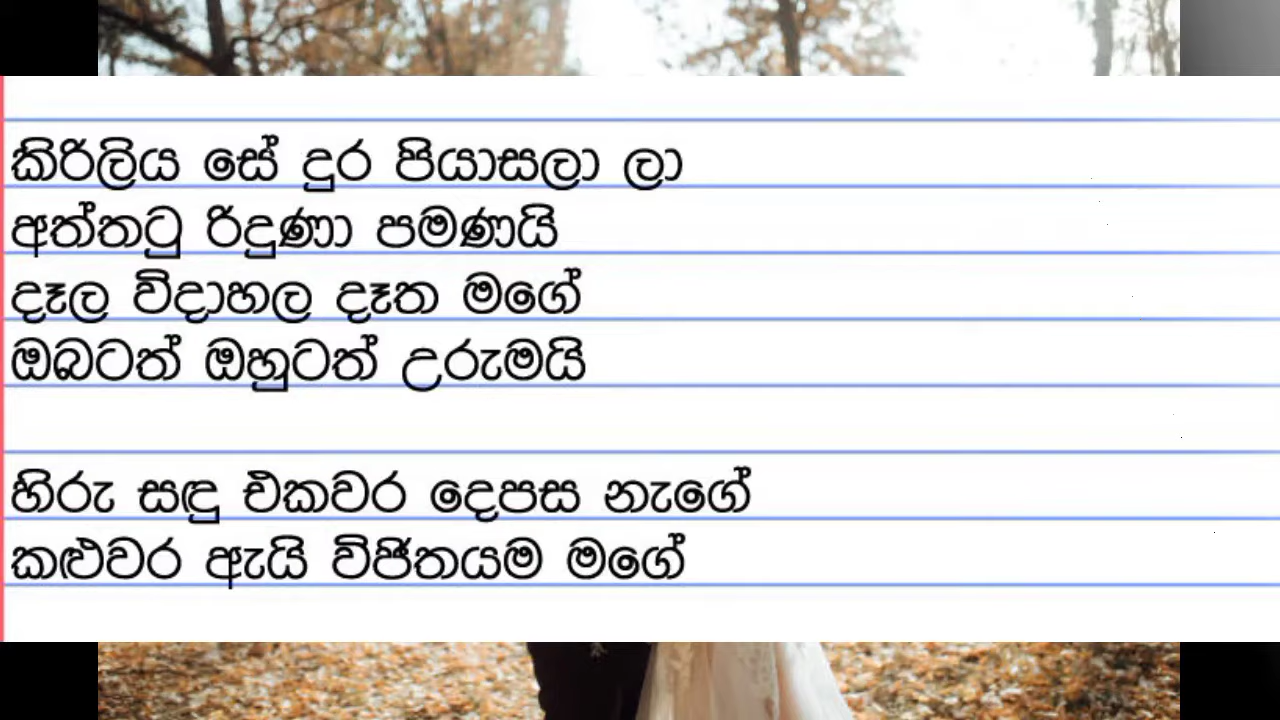 කිරිලිය සේ දුර පියාසලා ලා
අත්තටු රිදුණා පමණයි
දෑල විදාහල දෑත මගේ
ඔබටත් ඔහුටත් උරුමයි
හිරු සඳු එකවර දෙපස නැගේ
කළුවර ඇයි විජිතයම මගේ